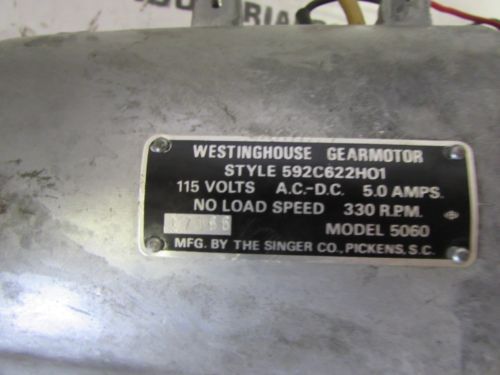 WESTINGHOUSE GEARMOTOR
STYLE 592C622H01
115 VOLTS A.C.-D.C. 5.0 AMPS.
NO LOAD SPEED 330 R.P.M.
MODEL 5060
MFG. BY THE SINGER CO., PICKENS, S.C.